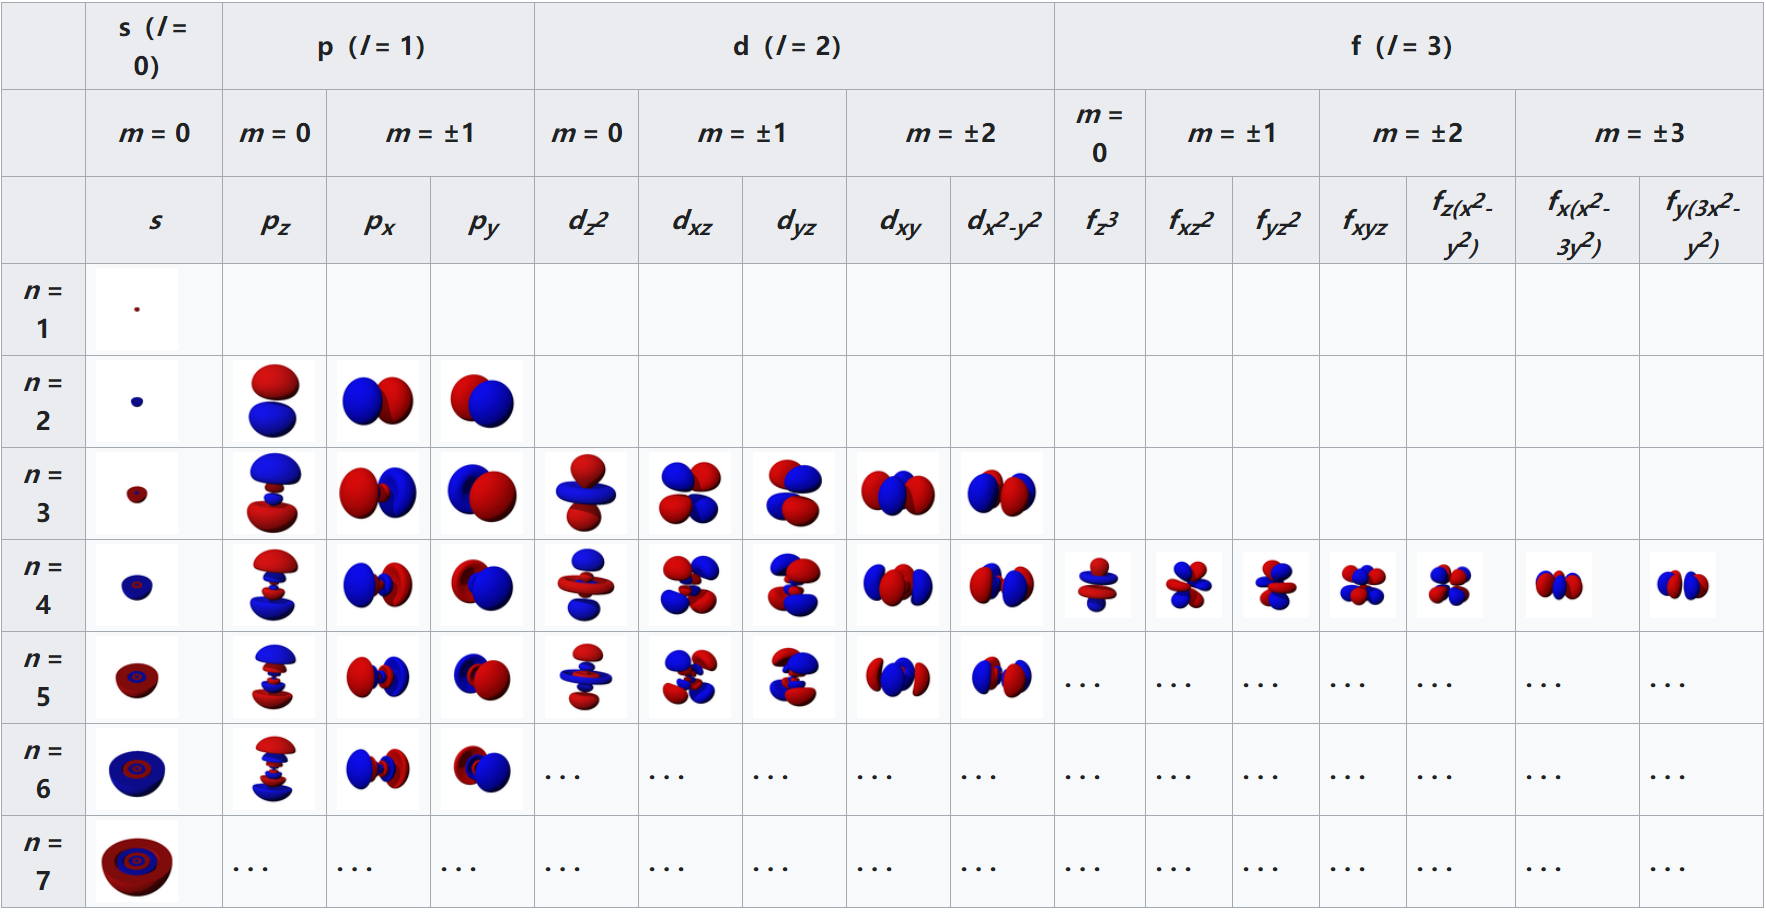 s (l = 0) p (l = 1) d (l = 2) f (l = 3)
m = 0 m = 0 m = ±1 m = 0 m = ±1 m = ±2 m = 0 m = ±1 m = ±2 m = ±3
s pz px py dz2 dxz dyz dxy dx2-y2 fz3 fxz2 fyz2 fxyz fz(x2-y2) fx(x2-3y2) fy(3x2-y2)
n = 1
n = 2
n = 3
n = 4
n = 5 . . . . . . . . . . . . . . . . . . . . .
n = 6 . . . . . . . . . . . . . . . . . . . . . . . . . . . . . . . . . . . .
n = 7 . . . . . . . . . . . . . . . . . . . . . . . . . . . . . . . . . . . . . . . . . . . . .